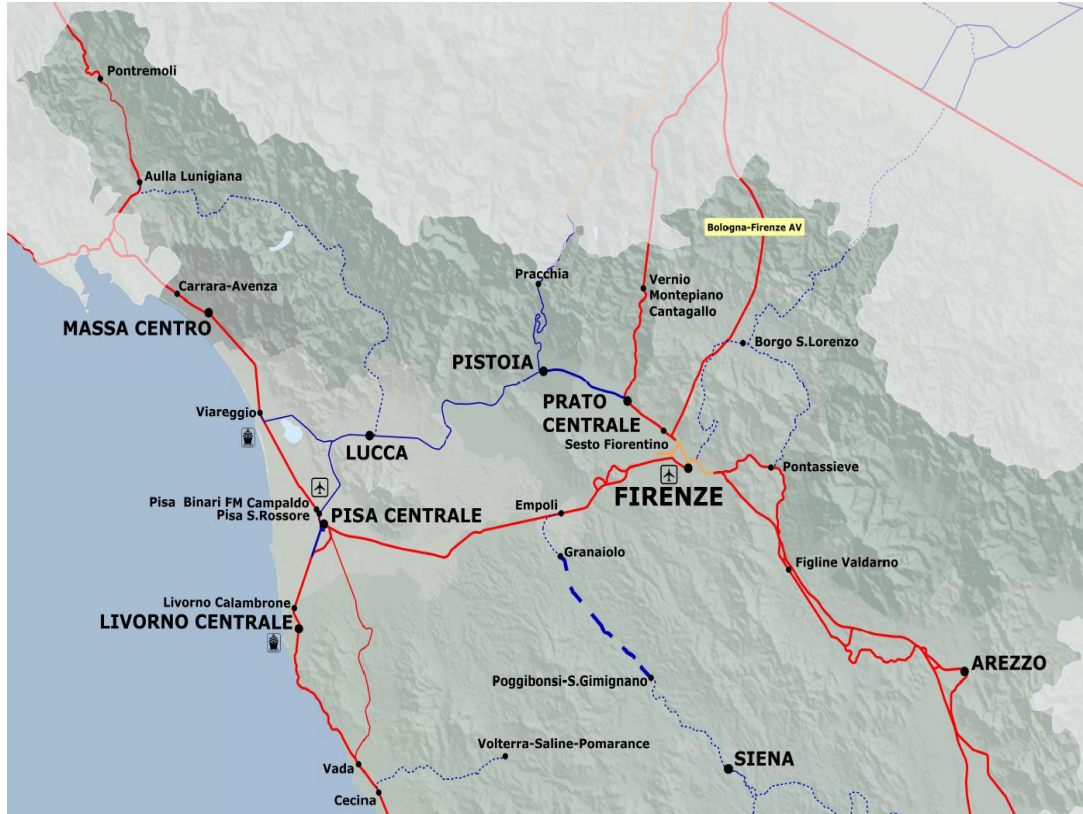 Pontremoli
Aulla Lunigiana
Bologna-Firenze AV
Pracchia
Vernio
Montepiano
Cantagallo
Carrara-Avenza
MASSA CENTRO
Borgo S.Lorenzo
PISTOIA
PRATO
CENTRALE
Viareggio
Sesto Fiorentino
LUCCA
Pontassieve
FIRENZE
Pisa Binari FM Campaldo
Pisa S.Rossore
PISA CENTRALE
Empoli
Granaiolo
Figline Valdarno
Livorno Calambrone
LIVORNO CENTRALE
AREZZO
Poggibonsi-S.Gimignano
Volterra-Saline-Pomarance
SIENA
Vada
Cecina